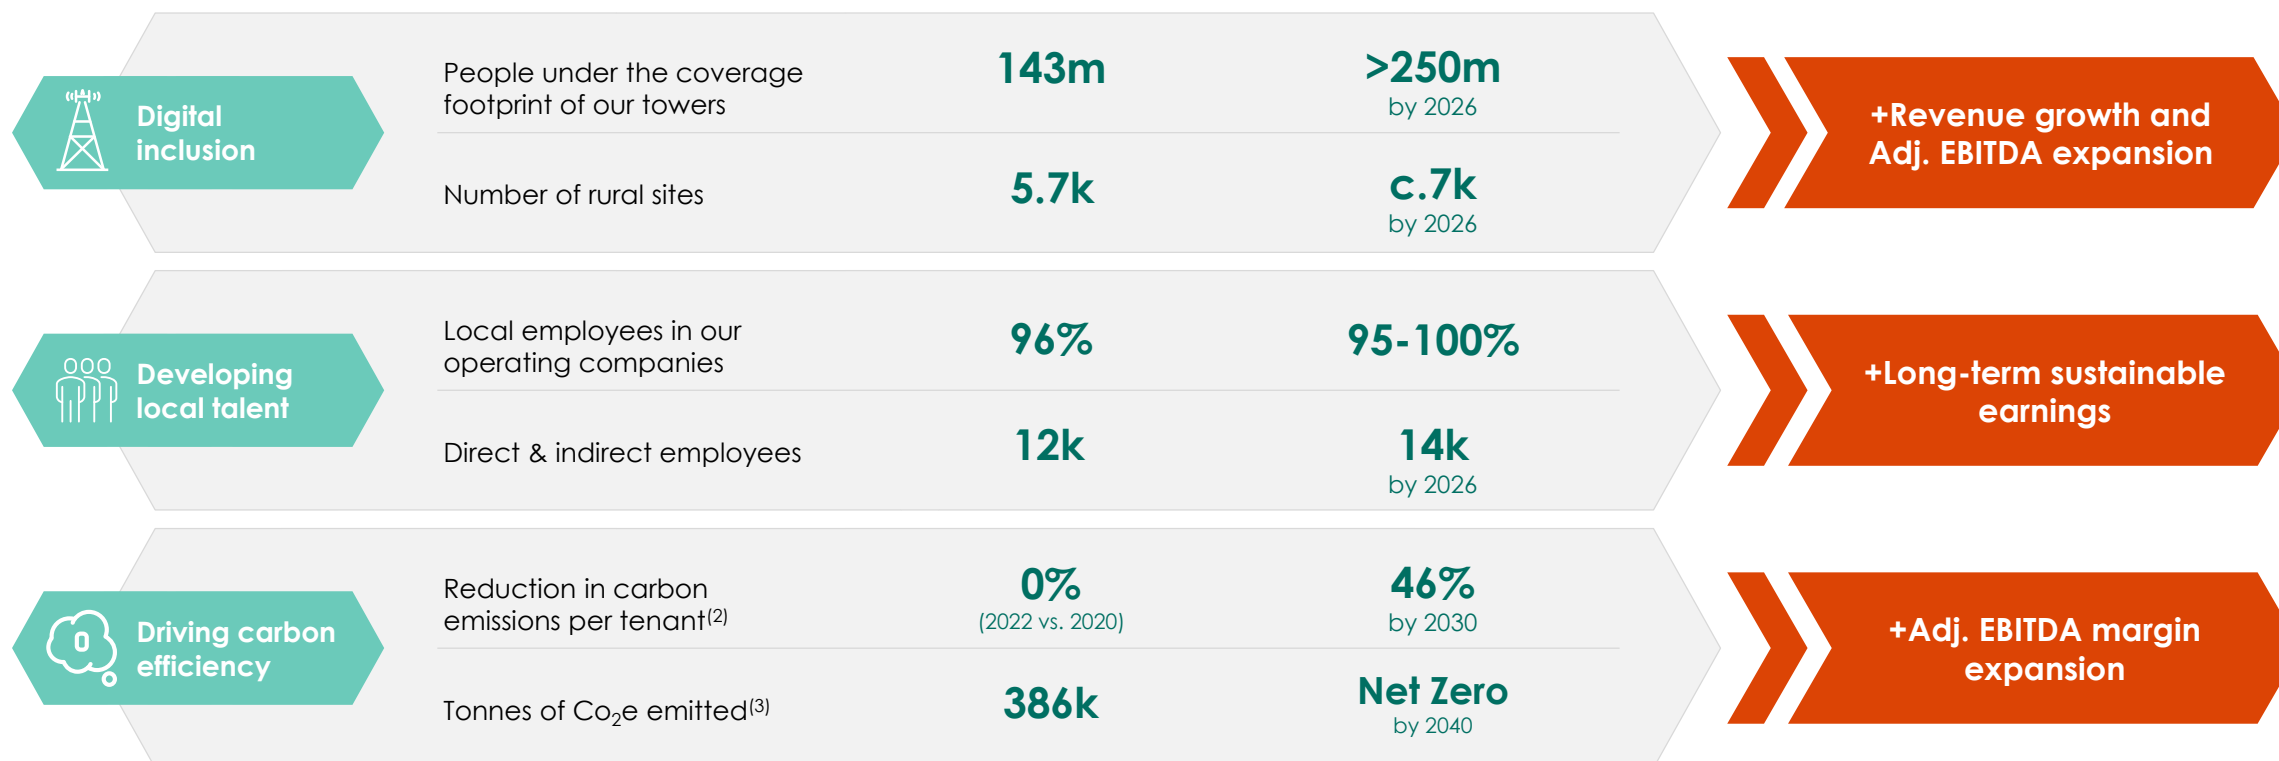 Digital
inclusion
People under the coverage
footprint of our towers
143m
>250m
by 2026
Number of rural sites
5.7k
c.7k
by 2026
+Revenue growth and
Adj. EBITDA expansion
Developing
local talent
Local employees in our
operating companies
96%
95-100%
Direct & indirect employees
12k
14k
by 2026
+Long-term sustainable
earnings
0
Driving carbon
efficiency
Reduction in carbon
emissions per tenant(2)
0%
(2022 vs. 2020)
46%
by 2030
Tonnes of Co2e emitted(3)
386k
Net Zero
by 2040
+Adj. EBITDA margin
expansion